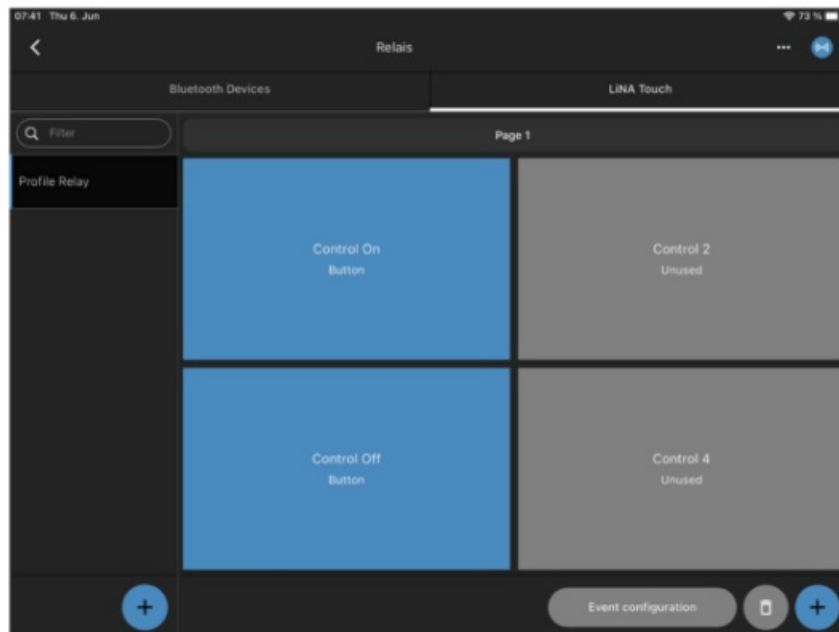 07:41 Thu 6. Jun
73 %
Relais
Bluetooth Devices
LiNA Touch
Filter
Page 1
Profile Relay
Control On
Button
Control 2
Unused
Control Off
Button
Control 4
Unused
Event configuration